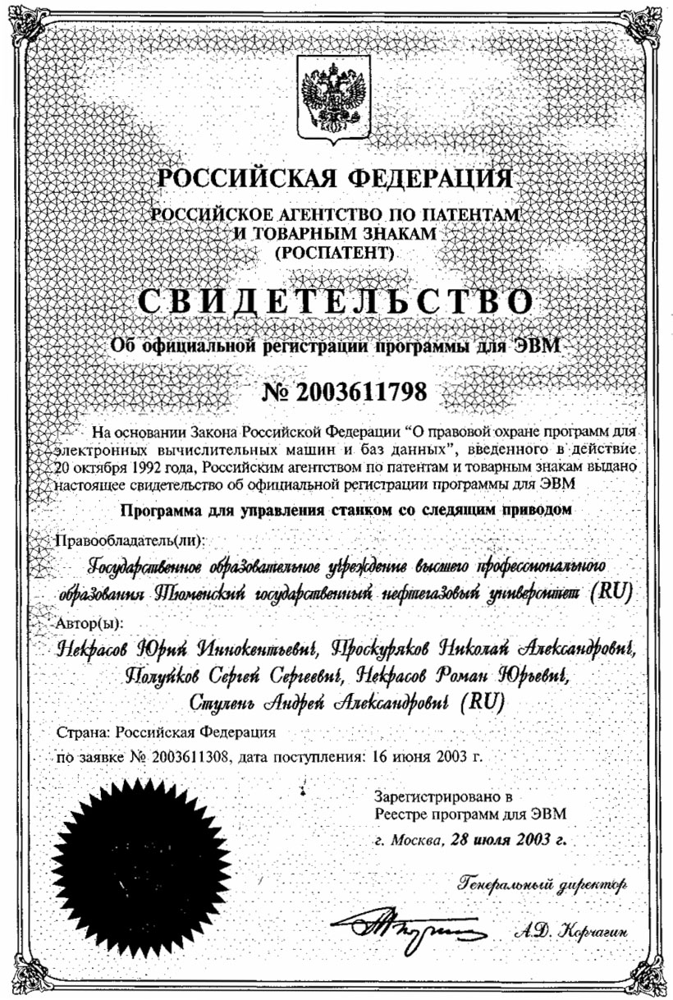 РОССИЙСКАЯ ФЕДЕРАЦИЯ
РОССИЙСКОЕ АГЕНТСТВО ПО ПАТЕНТАМ
И ТОВАРНЫМ ЗНАКАМ
(РОСПАТЕНТ)
СВИДЕТЕЛЬСТВО
Об официальной регистрации программы для ЭВМ
№ 2003611798
На основании Закона Российской Федерации “О правовой охране программ для
электронных вычислительных машин и баз данных”, введенного в действие
20 октября 1992 года, Российским агентством по патентам и товарным знакам выдано
настоящее свидетельство об официальной регистрации программы для ЭВМ
Программа для управления станком со следящим приводом
Правообладатель(ли):
Государственное образовательное учреждение высшего профессионального
образования Тюменский государственный нефтегазовый университет (RU)
Автор(ы):
Некрасов Юрий Иннокентьевич, Проскуряков Николай Александрович,
Полуйков Сергей Сергеевич, Некрасов Роман Юрьевич,
Ступень Андрей Александрович (RU)
Страна: Российская Федерация
по заявке № 2003611308, дата поступления: 16 июня 2003 г.
Зарегистрировано в
Реестре программ для ЭВМ
г. Москва, 28 июля 2003 г.
Генеральный директор
А.Д. Корчагин